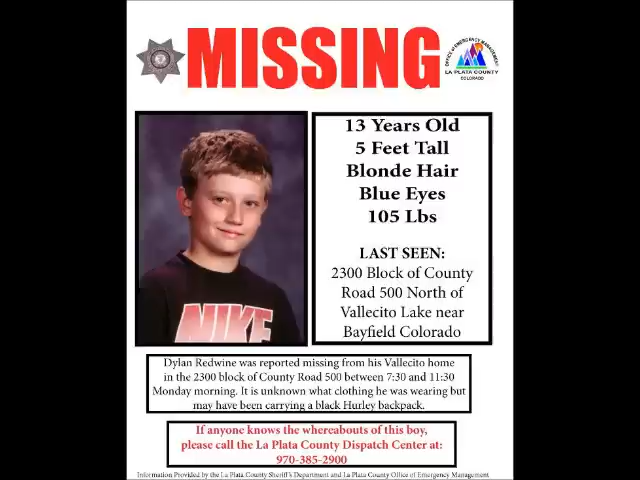 MISSING
OFFICE of EMERGENCY MANAGEMENT
LA PLATA COUNTY
COLORADO
13 Years Old
5 Feet Tall
Blonde Hair
Blue Eyes
105 Lbs
LAST SEEN:
2300 Block of County
Road 500 North of
Vallecito Lake near
Bayfield Colorado
NIKE
Dylan Redwine was reported missing from his Vallecito home
in the 2300 block of County Road 500 between 7:30 and 11:30
Monday morning. It is unknown what clothing he was wearing but
may have been carrying a black Hurley backpack.
If anyone knows the whereabouts of this boy,
please call the La Plata County Dispatch Center at:
970-385-2900
Information Provided by the La Plata County Sheriff's Department and La Plata County Office of Emergency Management